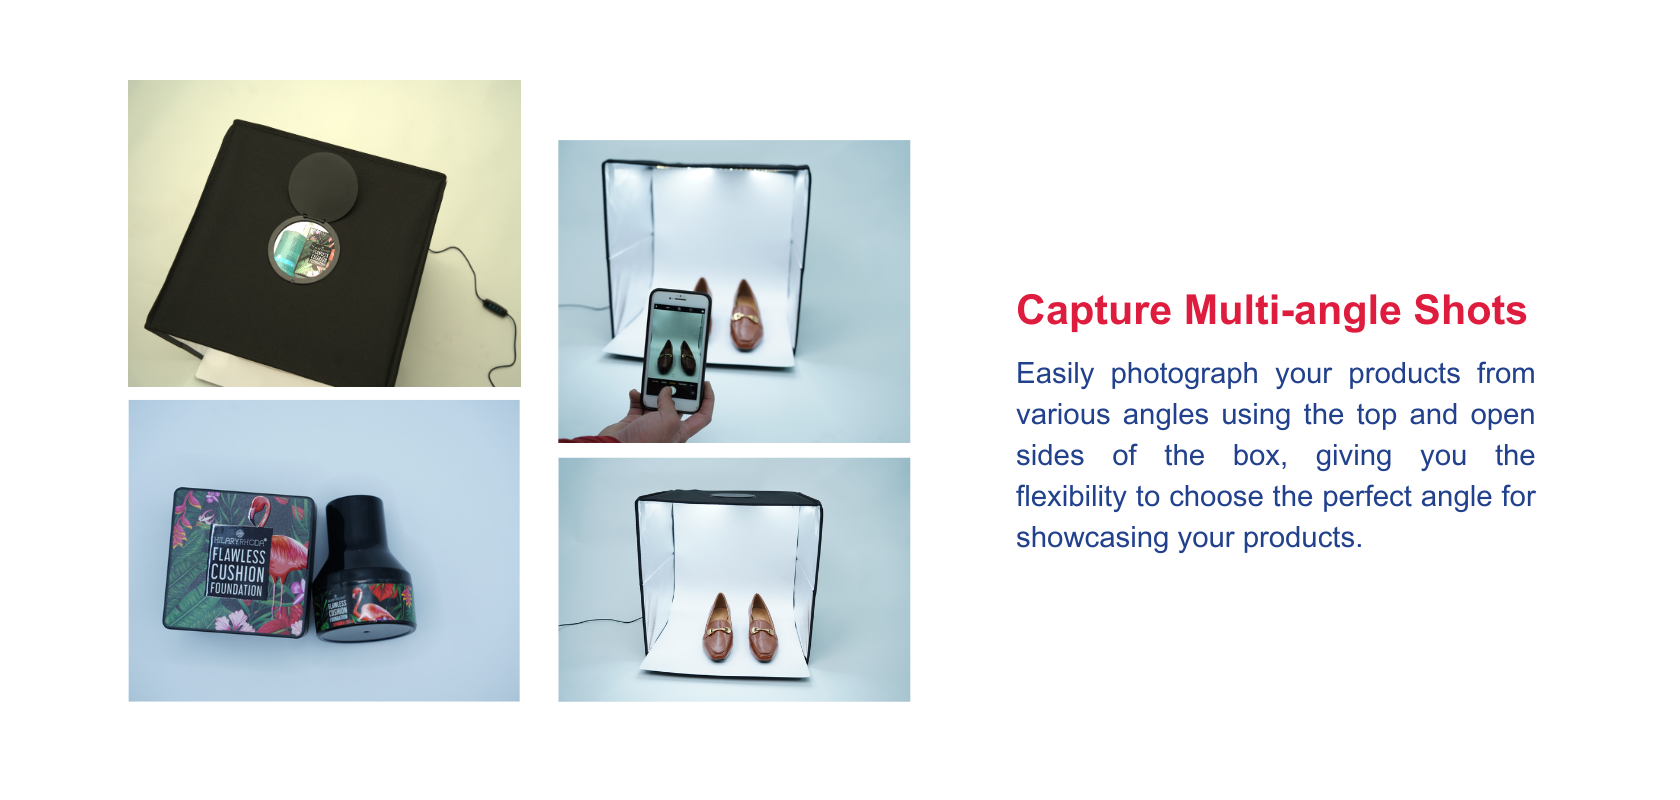 Capture Multi-angle Shots
Easily photograph your products from
various angles using the top and open
sides of the box, giving you the
flexibility to choose the perfect angle for
showcasing your products.
HILARYRHODA®
FLAWLESS
CUSHION
FOUNDATION
FLAWLESS
CUSHION
FOUNDATION